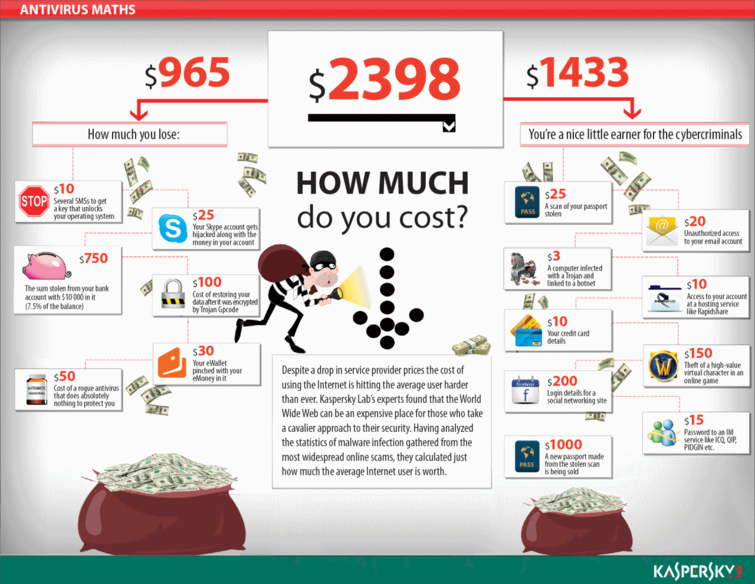 ANTIVIRUS MATHS
$965
$2398
$1433
How much you lose:
You're a nice little earner for the cybercriminals
HOW MUCH
do you cost?
STOP
$10
Several SMSs to get
a key that unlocks
your operating system
$25
Your Skype account gets
hijacked along with the
money in your account
$750
The sum stolen from your bank
account with $10 000 in it
(7.5% of the balance)
$100
Cost of restoring your
data after it was encrypted
by Trojan Gpcode
$30
Your eWallet
pinched with your
eMoney in it
$50
Cost of a rogue antivirus
that does absolutely
nothing to protect you
Despite a drop in service provider prices the cost of
using the Internet is hitting the average user harder
than ever. Kaspersky Lab's experts found that the World
Wide Web can be an expensive place for those who take
a cavalier approach to their security. Having analyzed
the statistics of malware infection gathered from the
most widespread online scams, they calculated just
how much the average Internet user is worth.
PASS
$25
A scan of your passport
stolen
$20
Unauthorized access
to your email account
$3
A computer infected
with a Trojan and
linked to a botnet
$10
Access to your account
at a hosting service
like Rapidshare
$10
Your credit card
details
$150
Theft of a high-value
virtual character in an
online game
$200
Login details for a
social networking site
$15
Password to an IM
service like ICQ, QIP,
PIDGIN etc.
PASS
$1000
A new passport made
from the stolen scan
is being sold
KASPERSKY